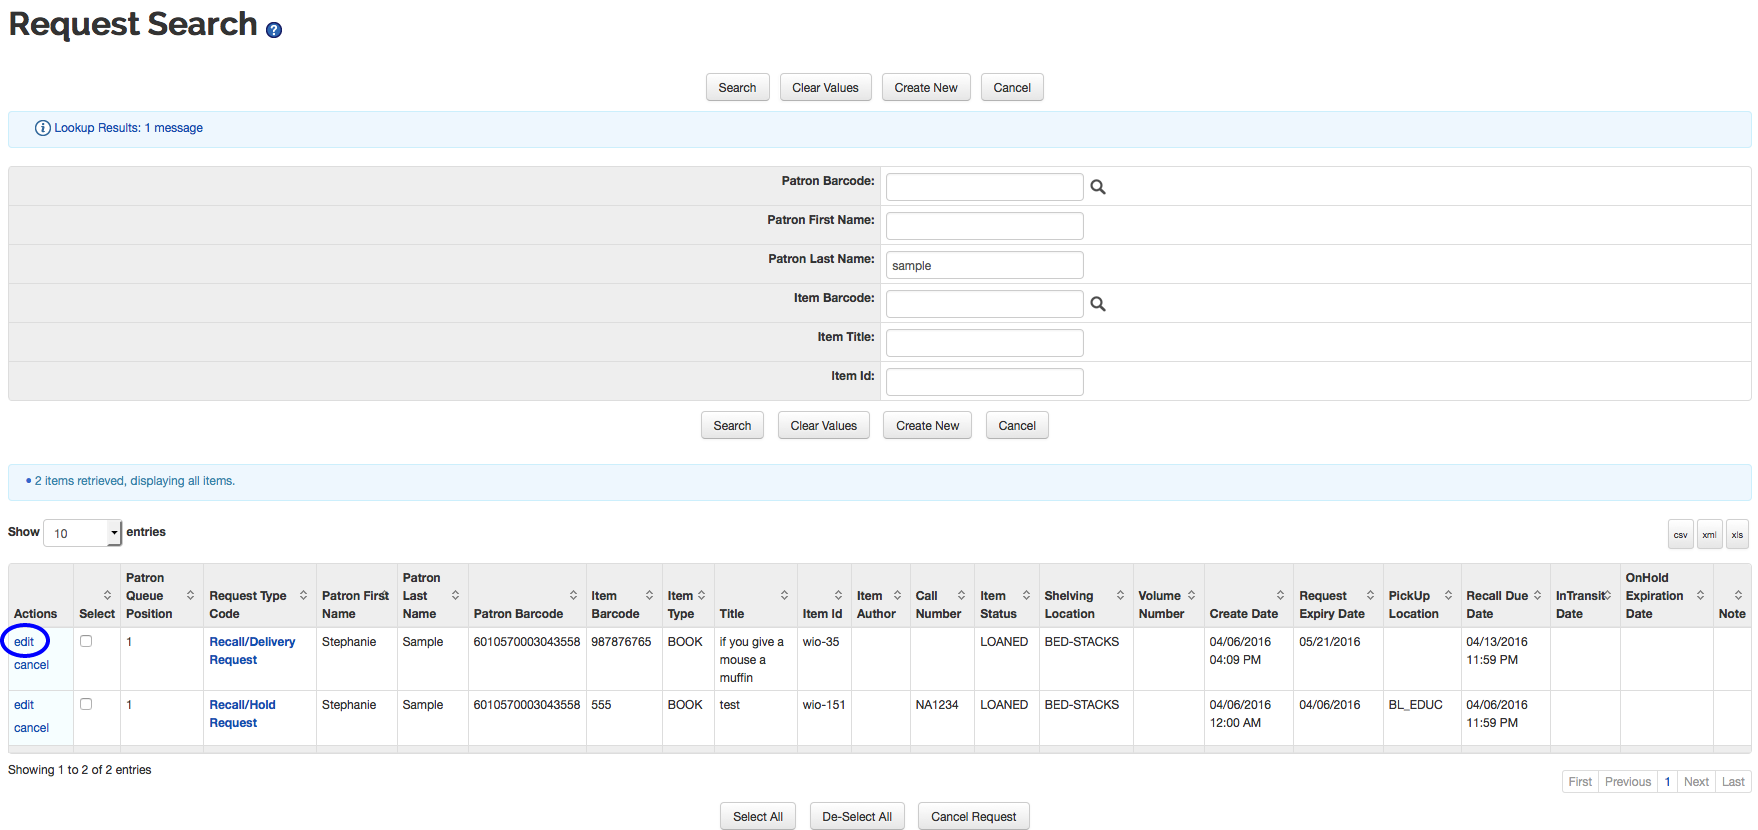 Request Search ?
Search Clear Values Create New Cancel
Lookup Results: 1 message
Patron Barcode:
Patron First Name:
Patron Last Name: sample
Item Barcode:
Item Title:
Item Id:
Search Clear Values Create New Cancel
2 items retrieved, displaying all items.
Show 10 entries
csv xml xls
Actions Select Patron Queue Position Request Type Code Patron First Name Patron Last Name Patron Barcode Item Barcode Item Type Title Item Id Item Author Call Number Item Status Shelving Location Volume Number Create Date Request Expiry Date PickUp Location Recall Due Date InTransit Date OnHold Expiration Date Note
edit cancel 1 Recall/Delivery Request Stephanie Sample 6010570003043558 987876765 BOOK if you give a mouse a muffin wio-35 LOANED BED-STACKS 04/06/2016 04:09 PM 05/21/2016 04/13/2016 11:59 PM
edit cancel 1 Recall/Hold Request Stephanie Sample 6010570003043558 555 BOOK test wio-151 NA1234 LOANED BED-STACKS 04/06/2016 12:00 AM 04/06/2016 BL_EDUC 04/06/2016 11:59 PM
Showing 1 to 2 of 2 entries
First Previous 1 Next Last
Select All De-Select All Cancel Request